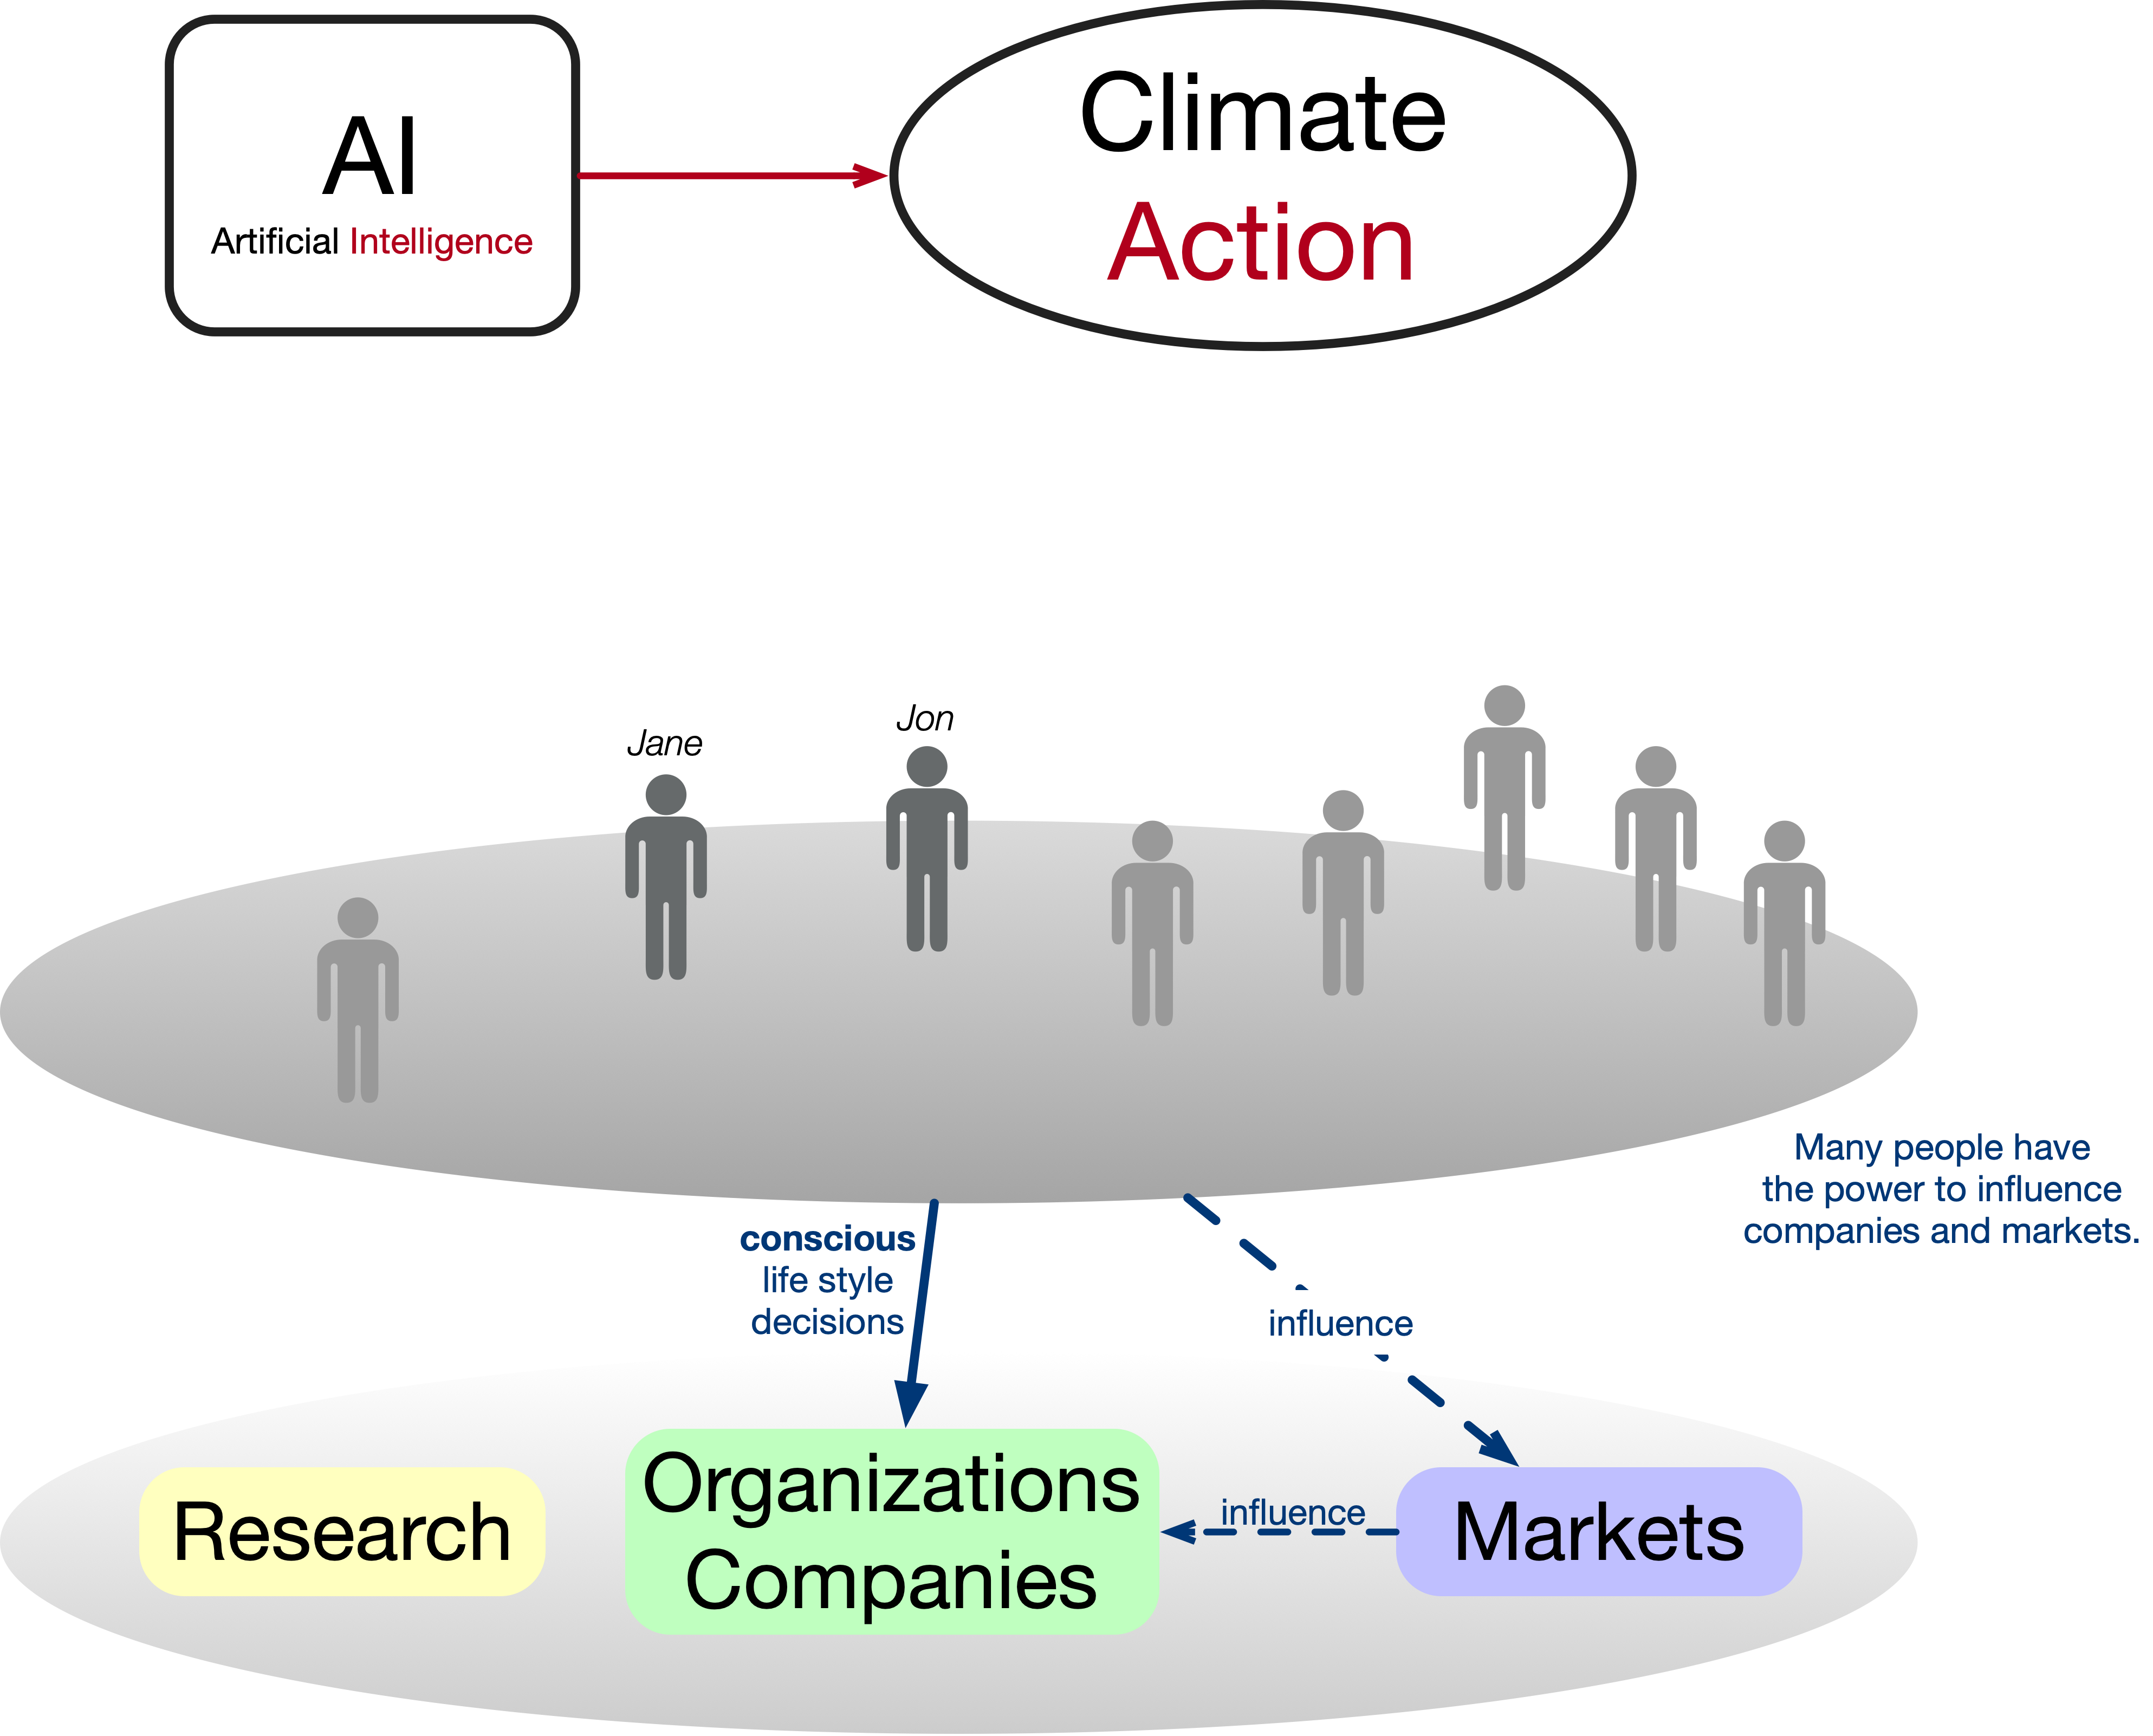 AI
Artificial Intelligence
Climate
Action
Jane
Jon
Many people have
the power to influence
companies and markets.
conscious
life style
decisions
influence
Research
Organizations
Companies
influence
Markets